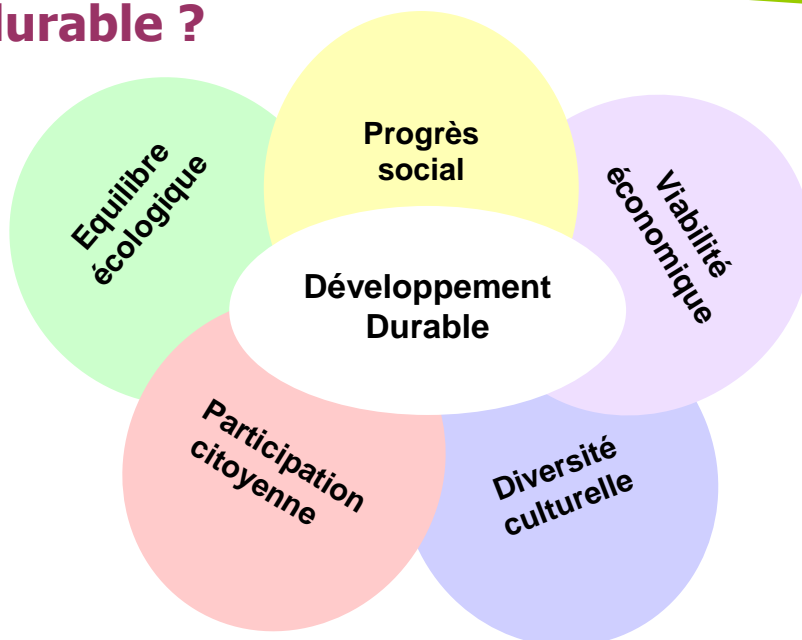 durable ?
Progrès
social
Equilibre
écologique
Viabilité
économique
Développement
Durable
Participation
citoyenne
Diversité
culturelle